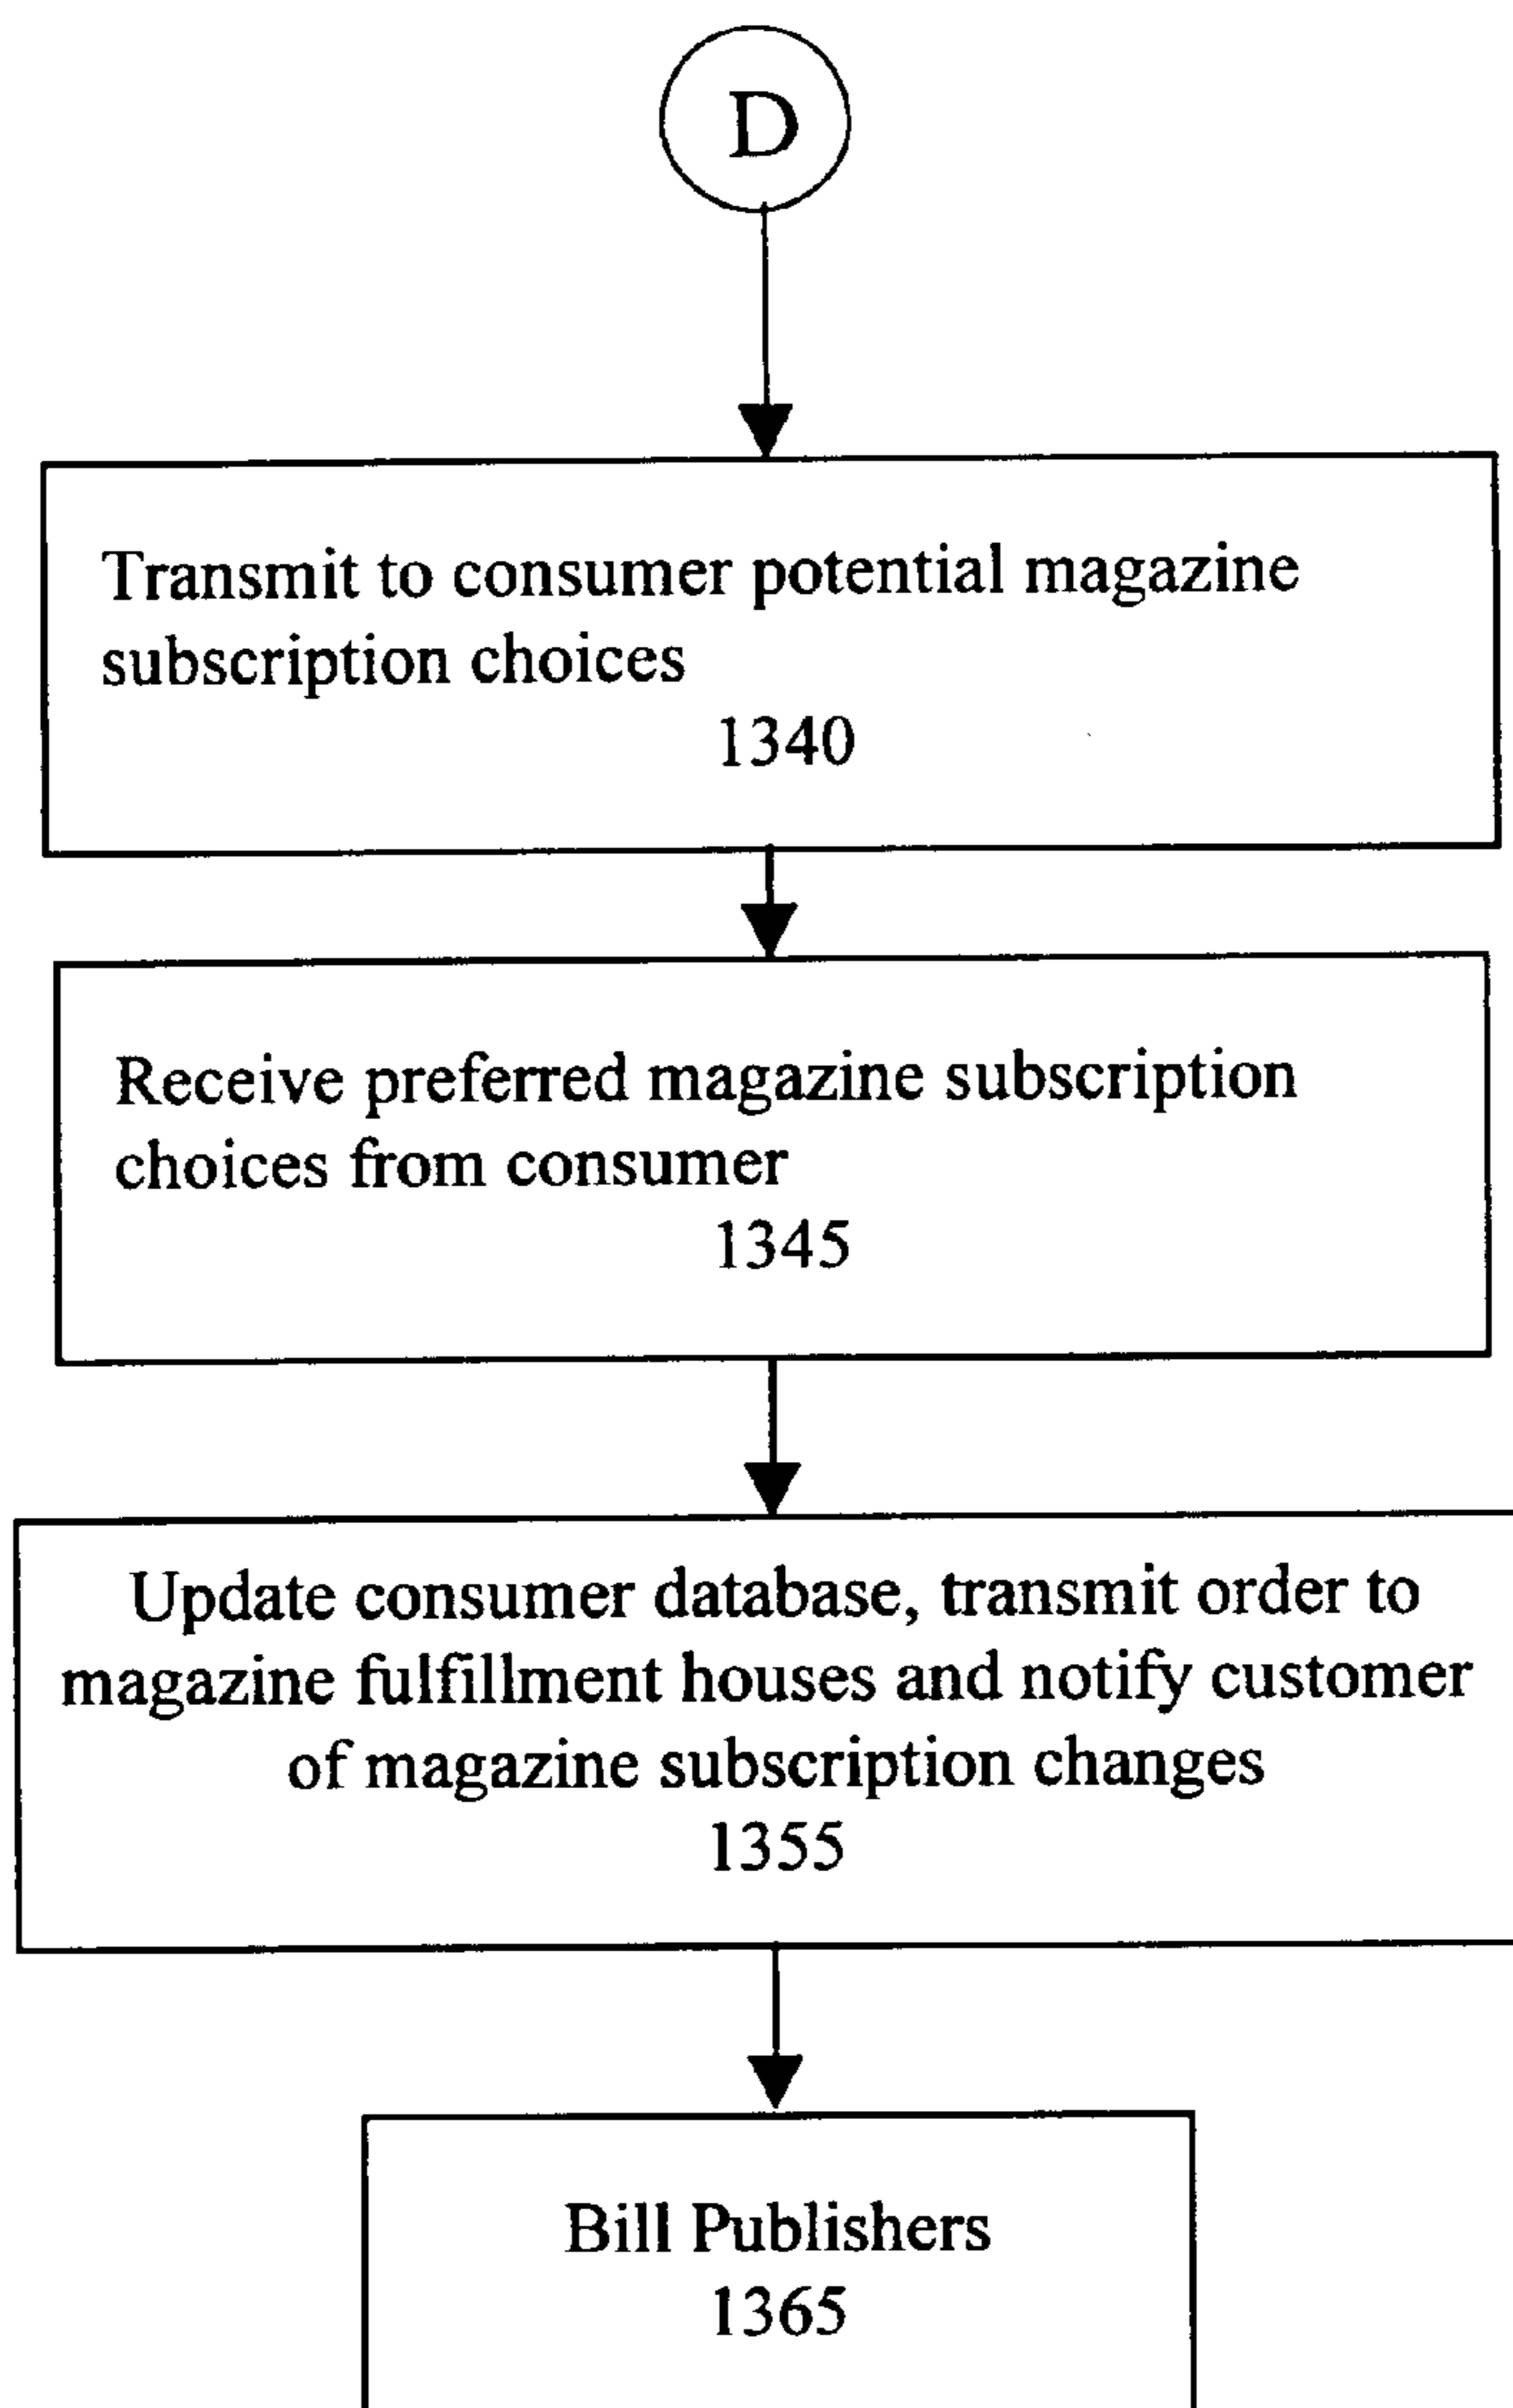 D
Transmit to consumer potential magazine
subscription choices
1340
Receive preferred magazine subscription
choices from consumer
1345
Update consumer database, transmit order to
magazine fulfillment houses and notify customer
of magazine subscription changes
1355
Bill Publishers
1365